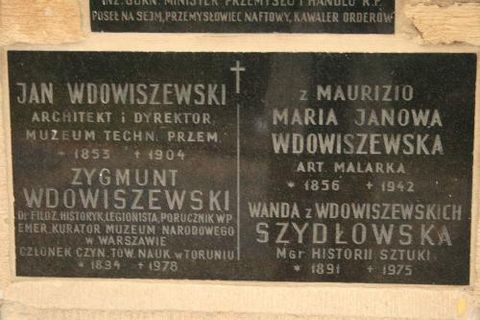 INŻ. GÓRN. MINISTER PRZEMYSŁU I HANDLU R.P.
POSEŁ NA SEJM, PRZEMYSŁOWIEC NAFTOWY, KAWALER ORDERÓW
JAN WDOWISZEWSKI
ARCHITEKT i DYREKTOR
MUZEUM TECHN. PRZEM.
* 1853 + 1904
ZYGMUNT
WDOWISZEWSKI
Dr FILOZ. HISTORYK, LEGIONISTA, PORUCZNIK WP
EMER. KURATOR MUZEUM NARODOWEGO
w WARSZAWIE
CZŁONEK CZYN. TOW. NAUK w TORUNIU
* 1894 + 1978
z MAURIZIO
MARIA JANOWA
WDOWISZEWSKA
ART. MALARKA
* 1856 + 1942
WANDA z WDOWISZEWSKICH
SZYDŁOWSKA
Mgr HISTORII SZTUKI
* 1891 + 1975